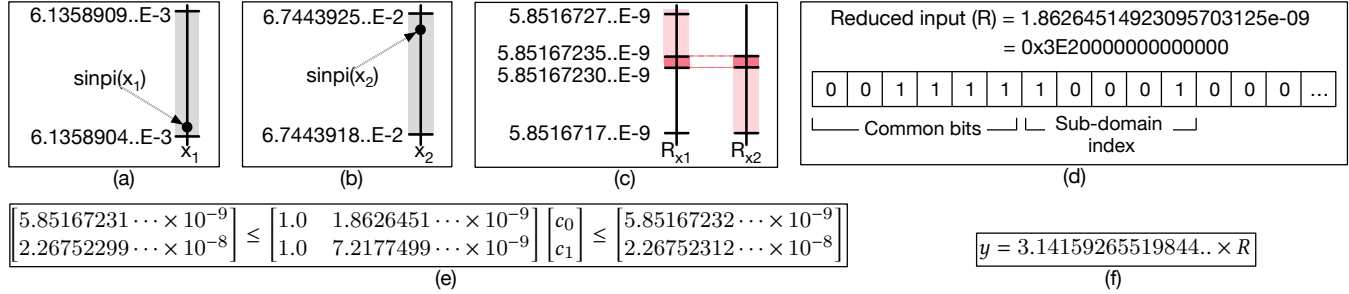 6.1358909..E-3
sinpi(x₁)
6.1358904..E-3
x₁
(a)
6.7443925..E-2
sinpi(x₂)
6.7443918..E-2
x₂
(b)
5.8516727..E-9
5.85167235..E-9
5.85167230..E-9
5.8516717..E-9
Rₓ₁ Rₓ₂
(c)
Reduced input (R) = 1.86264514923095703125e-09
= 0x3E20000000000000
0 0 1 1 1 1 1 0 0 0 1 0 0 0 ...
Common bits Sub-domain
index
(d)
[5.85167231 ⋯ × 10⁻⁹] ≤ [1.0 1.8626451 ⋯ × 10⁻⁹] [c₀] ≤ [5.85167232 ⋯ × 10⁻⁹]
[2.26752299 ⋯ × 10⁻⁸] [1.0 7.2177499 ⋯ × 10⁻⁹] [c₁] [2.26752312 ⋯ × 10⁻⁸]
(e)
y = 3.14159265519844.. × R
(f)